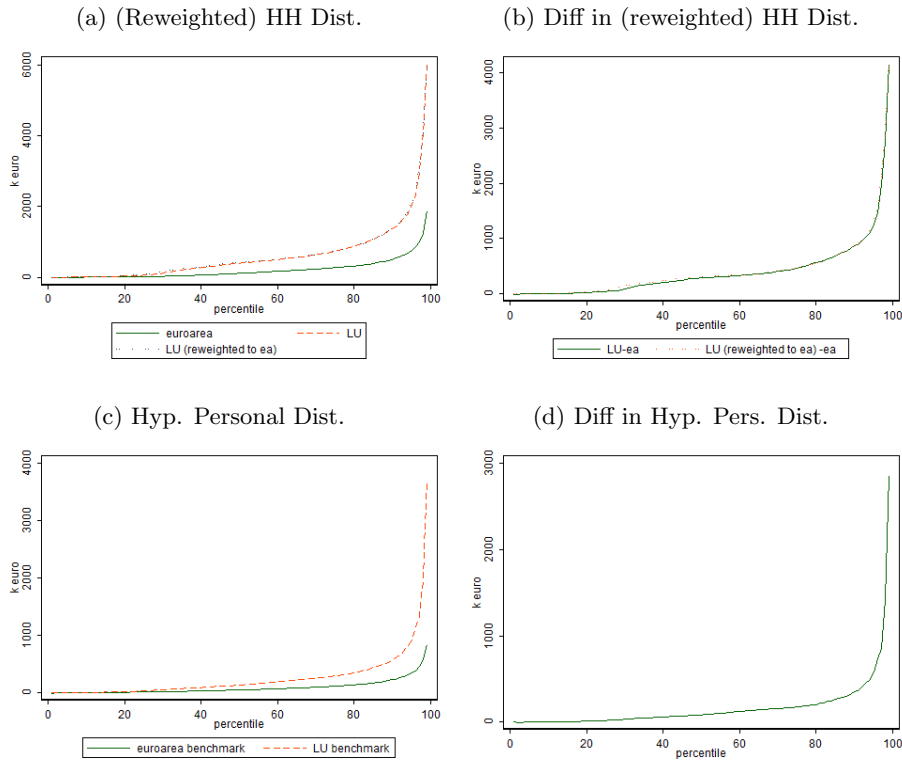 (a) (Reweighted) HH Dist.
k euro
6000
4000
2000
0
0 20 40 60 80 100
percentile
euroarea LU
LU (reweighted to ea)
(b) Diff in (reweighted) HH Dist.
k euro
4000
3000
2000
1000
0
0 20 40 60 80 100
percentile
LU-ea LU (reweighted to ea) -ea
(c) Hyp. Personal Dist.
k euro
4000
3000
2000
1000
0
0 20 40 60 80 100
percentile
euroarea benchmark LU benchmark
(d) Diff in Hyp. Pers. Dist.
k euro
3000
2000
1000
0
0 20 40 60 80 100
percentile